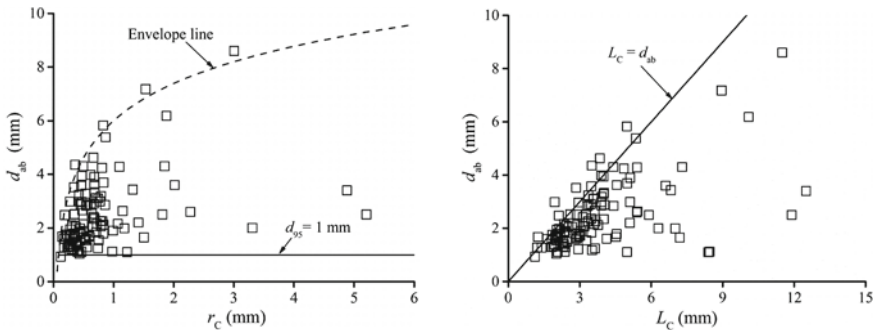 10
8
6
4
2
0
d_ab (mm)
Envelope line
d_95 = 1 mm
0 1 2 3 4 5 6
r_C (mm)
10
8
6
4
2
0
d_ab (mm)
L_C = d_ab
0 3 6 9 12 15
L_C (mm)